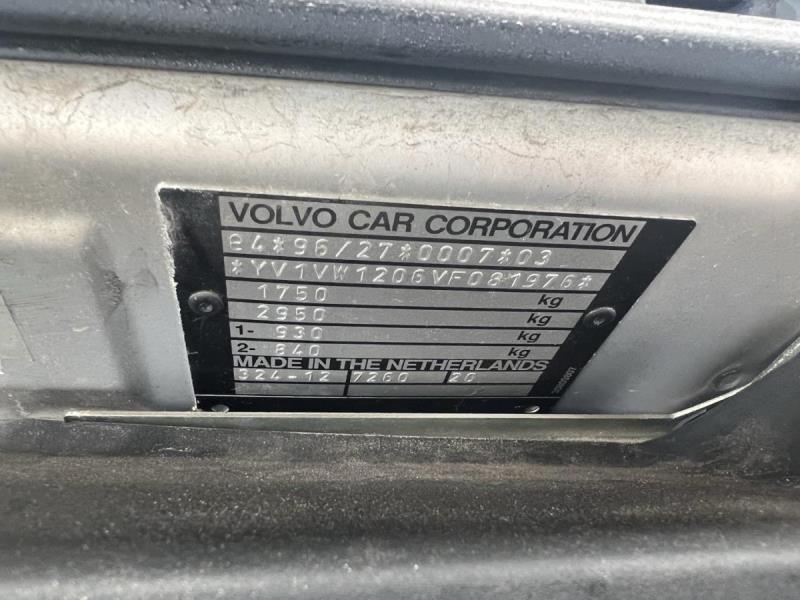 VOLVO CAR CORPORATION
e4*96/27*0007*03
*YV1VW1206VF081976*
1750 kg
2950 kg
1- 930 kg
2- 840 kg
MADE IN THE NETHERLANDS
324-12 7260 20